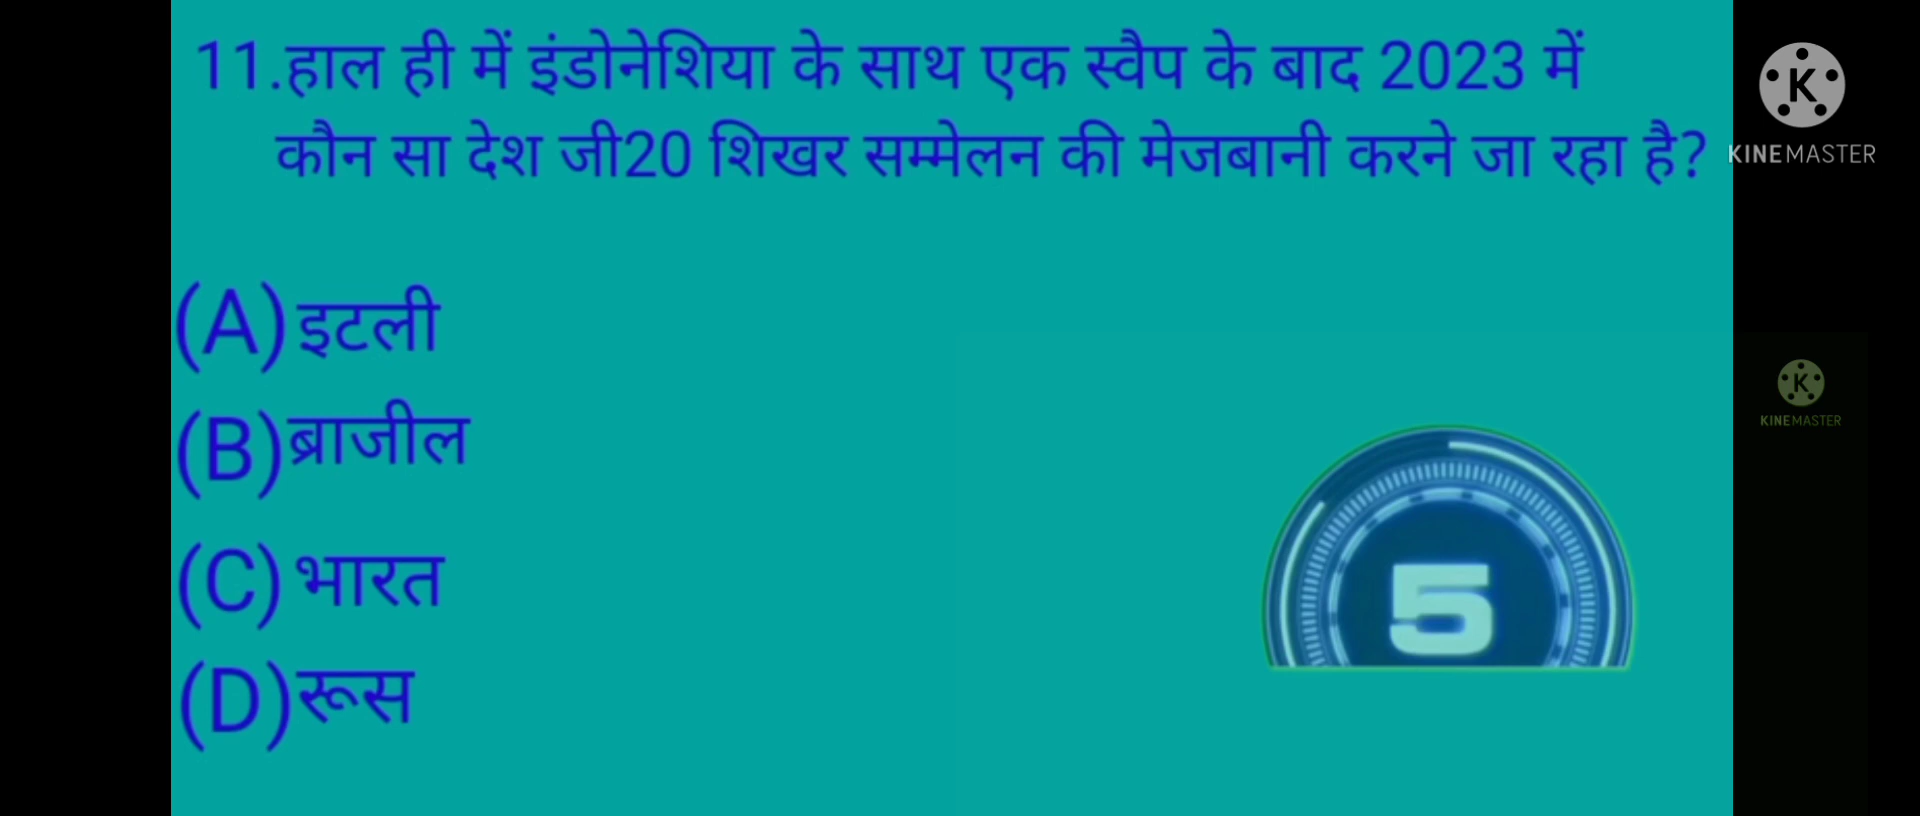 11.हाल ही में इंडोनेशिया के साथ एक स्वैप के बाद 2023 में
कौन सा देश जी20 शिखर सम्मेलन की मेजबानी करने जा रहा है?
K
KINEMASTER
(A) इटली
K
KINEMASTER
(B) ब्राजील
(C) भारत
5
(D) रूस